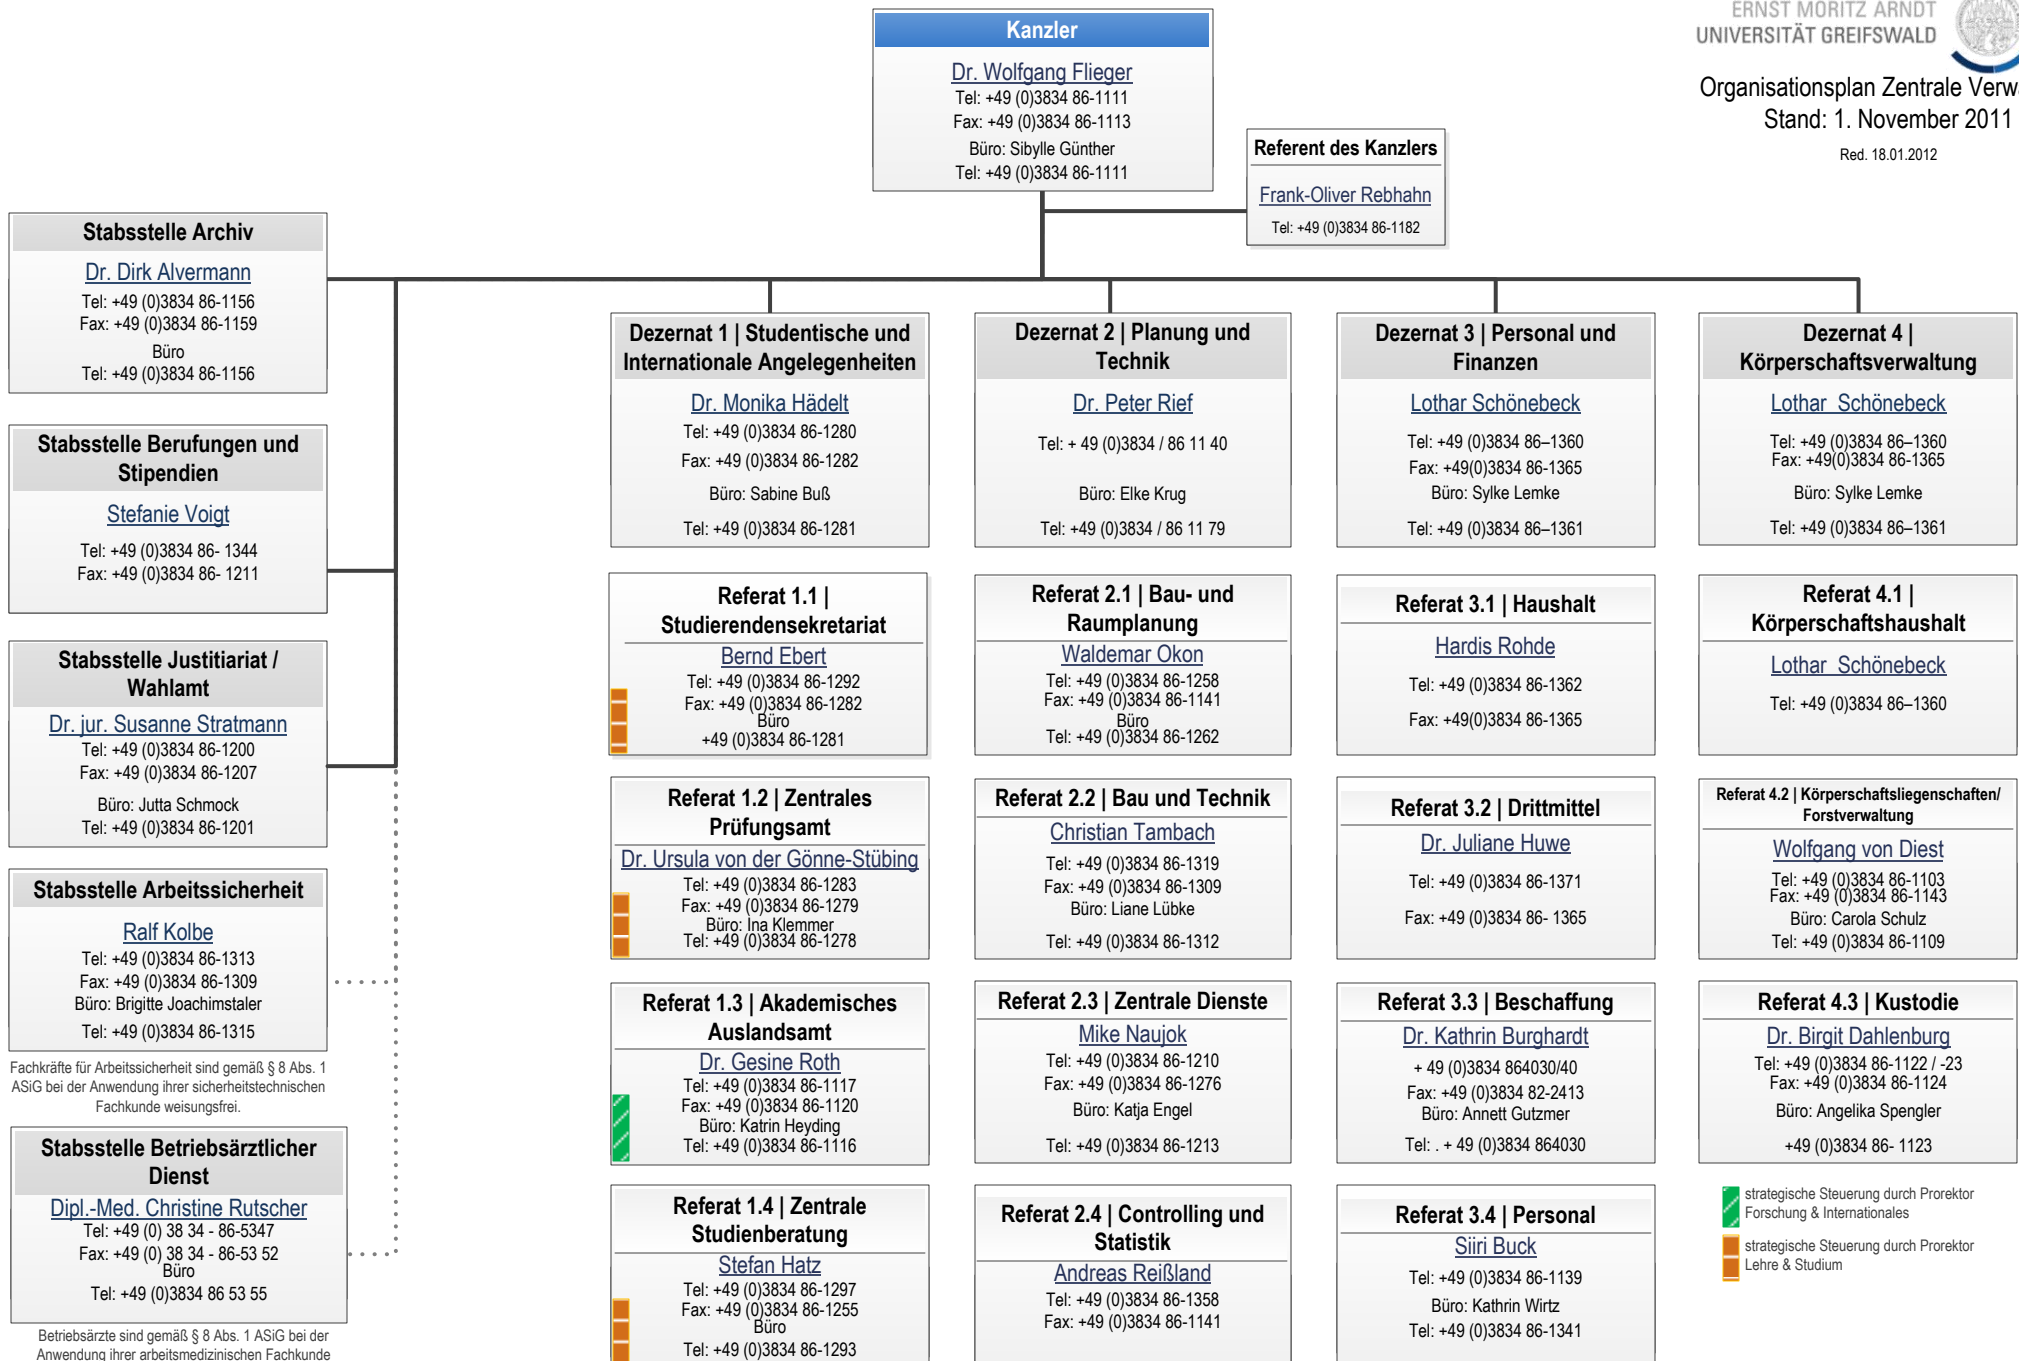 Kanzler
Dr. Wolfgang Flieger
Tel: +49 (0)3834 86-1111
Fax: +49 (0)3834 86-1113
Büro: Sibylle Günther
Tel: +49 (0)3834 86-1111
ERNST MORITZ ARNDT
UNIVERSITÄT GREIFSWALD
Organisationsplan Zentrale
Stand: 1. November 2011
Red. 18.01.2012
Referent des Kanzlers
Frank-Oliver Rebhahn
Tel: +49 (0)3834 86-1182
Stabsstelle Archiv
Dr. Dirk Alvermann
Tel: +49 (0)3834 86-1156
Fax: +49 (0)3834 86-1159
Büro
Tel: +49 (0)3834 86-1156
Stabsstelle Berufungen und
Stipendien
Stefanie Voigt
Tel: +49 (0)3834 86- 1344
Fax: +49 (0)3834 86- 1211
Stabsstelle Justitiariat /
Wahlamt
Dr. jur. Susanne Stratmann
Tel: +49 (0)3834 86-1200
Fax: +49 (0)3834 86-1207
Büro: Jutta Schmock
Tel: +49 (0)3834 86-1201
Stabsstelle Arbeitssicherheit
Ralf Kolbe
Tel: +49 (0)3834 86-1313
Fax: +49 (0)3834 86-1309
Büro: Brigitte Joachimstaler
Tel: +49 (0)3834 86-1315
Fachkräfte für Arbeitssicherheit sind gemäß § 8 Abs. 1
ASiG bei der Anwendung ihrer sicherheitstechnischen
Fachkunde weisungsfrei.
Stabsstelle Betriebsärztlicher
Dienst
Dipl.-Med. Christine Rutscher
Tel: +49 (0) 38 34 - 86-5347
Fax: +49 (0) 38 34 - 86-53 52
Büro
Tel: +49 (0)3834 86 53 55
Betriebsärzte sind gemäß § 8 Abs. 1 ASiG bei der
Anwendung ihrer arbeitsmedizinischen Fachkunde
Dezernat 1 | Studentische und
Internationale Angelegenheiten
Dr. Monika Hädelt
Tel: +49 (0)3834 86-1280
Fax: +49 (0)3834 86-1282
Büro: Sabine Buß
Tel: +49 (0)3834 86-1281
Referat 1.1 |
Studierendensekretariat
Bernd Ebert
Tel: +49 (0)3834 86-1292
Fax: +49 (0)3834 86-1282
Büro
+49 (0)3834 86-1281
Referat 1.2 | Zentrales
Prüfungsamt
Dr. Ursula von der Gönne-Stübing
Tel: +49 (0)3834 86-1283
Fax: +49 (0)3834 86-1279
Büro: Ina Klemmer
Tel: +49 (0)3834 86-1278
Referat 1.3 | Akademisches
Auslandsamt
Dr. Gesine Roth
Tel: +49 (0)3834 86-1117
Fax: +49 (0)3834 86-1120
Büro: Katrin Heyding
Tel: +49 (0)3834 86-1116
Referat 1.4 | Zentrale
Studienberatung
Stefan Hatz
Tel: +49 (0)3834 86-1297
Fax: +49 (0)3834 86-1255
Büro
Tel: +49 (0)3834 86-1293
Dezernat 2 | Planung und
Technik
Dr. Peter Rief
Tel: + 49 (0)3834 / 86 11 40
Büro: Elke Krug
Tel: +49 (0)3834 / 86 11 79
Referat 2.1 | Bau- und
Raumplanung
Waldemar Okon
Tel: +49 (0)3834 86-1258
Fax: +49 (0)3834 86-1141
Büro
Tel: +49 (0)3834 86-1262
Referat 2.2 | Bau und Technik
Christian Tambach
Tel: +49 (0)3834 86-1319
Fax: +49 (0)3834 86-1309
Büro: Liane Lübke
Tel: +49 (0)3834 86-1312
Referat 2.3 | Zentrale Dienste
Mike Naujok
Tel: +49 (0)3834 86-1210
Fax: +49 (0)3834 86-1276
Büro: Katja Engel
Tel: +49 (0)3834 86-1213
Referat 2.4 | Controlling und
Statistik
Andreas Reißland
Tel: +49 (0)3834 86-1358
Fax: +49 (0)3834 86-1141
Dezernat 3 | Personal und
Finanzen
Lothar Schönebeck
Tel: +49 (0)3834 86–1360
Fax: +49(0)3834 86-1365
Büro: Sylke Lemke
Tel: +49 (0)3834 86–1361
Referat 3.1 | Haushalt
Hardis Rohde
Tel: +49 (0)3834 86-1362
Fax: +49(0)3834 86-1365
Referat 3.2 | Drittmittel
Dr. Juliane Huwe
Tel: +49 (0)3834 86-1371
Fax: +49 (0)3834 86- 1365
Referat 3.3 | Beschaffung
Dr. Kathrin Burghardt
+ 49 (0)3834 864030/40
Fax: +49 (0)3834 82-2413
Büro: Annett Gutzmer
Tel: . + 49 (0)3834 864030
Referat 3.4 | Personal
Siiri Buck
Tel: +49 (0)3834 86-1139
Büro: Kathrin Wirtz
Tel: +49 (0)3834 86-1341
Dezernat 4 |
Körperschaftsverwaltung
Lothar Schönebeck
Tel: +49 (0)3834 86–1360
Fax: +49(0)3834 86-1365
Büro: Sylke Lemke
Tel: +49 (0)3834 86–1361
Referat 4.1 |
Körperschaftshaushalt
Lothar Schönebeck
Tel: +49 (0)3834 86–1360
Referat 4.2 | Körperschaftsliegenschaften/
Forstverwaltung
Wolfgang von Diest
Tel: +49 (0)3834 86-1103
Fax: +49 (0)3834 86-1143
Büro: Carola Schulz
Tel: +49 (0)3834 86-1109
Referat 4.3 | Kustodie
Dr. Birgit Dahlenburg
Tel: +49 (0)3834 86-1122 / -23
Fax: +49 (0)3834 86-1124
Büro: Angelika Spengler
+49 (0)3834 86- 1123
strategische Steuerung durch Prorektor
Forschung & Internationales
strategische Steuerung durch Prorektor
Lehre & Studium